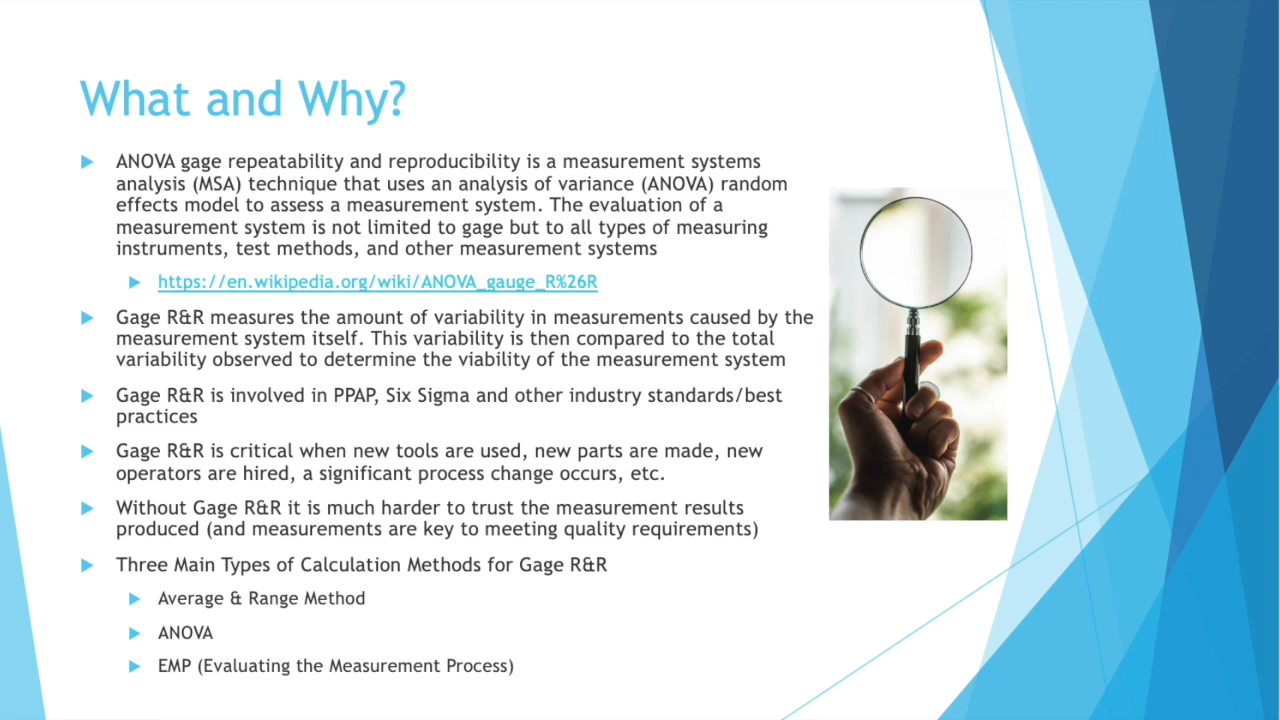 What and Why?
ANOVA gage repeatability and reproducibility is a measurement systems
analysis (MSA) technique that uses an analysis of variance (ANOVA) random
effects model to assess a measurement system. The evaluation of a
measurement system is not limited to gage but to all types of measuring
instruments, test methods, and other measurement systems
https://en.wikipedia.org/wiki/ANOVA_gauge_R%26R
Gage R&R measures the amount of variability in measurements caused by the
measurement system itself. This variability is then compared to the total
variability observed to determine the viability of the measurement system
Gage R&R is involved in PPAP, Six Sigma and other industry standards/best
practices
Gage R&R is critical when new tools are used, new parts are made, new
operators are hired, a significant process change occurs, etc.
Without Gage R&R it is much harder to trust the measurement results
produced (and measurements are key to meeting quality requirements)
Three Main Types of Calculation Methods for Gage R&R
Average & Range Method
ANOVA
EMP (Evaluating the Measurement Process)